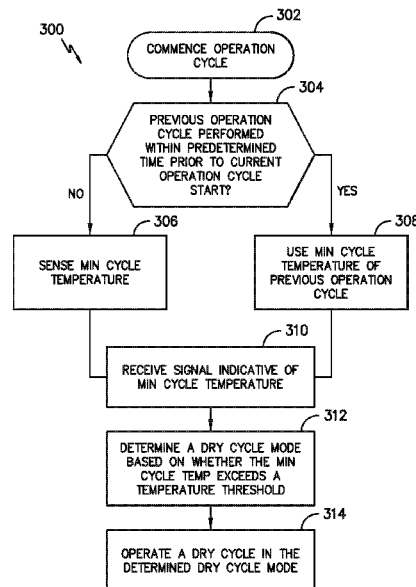 300
302
COMMENCE OPERATION
CYCLE
304
PREVIOUS OPERATION
CYCLE PERFORMED
WITHIN PREDETERMINED
TIME PRIOR TO CURRENT
OPERATION CYCLE
START?
NO
YES
306
SENSE MIN CYCLE
TEMPERATURE
308
USE MIN CYCLE
TEMPERATURE OF
PREVIOUS OPERATION
CYCLE
310
RECEIVE SIGNAL INDICATIVE OF
MIN CYCLE TEMPERATURE
312
DETERMINE A DRY CYCLE MODE
BASED ON WHETHER THE MIN
CYCLE TEMP EXCEEDS A
TEMPERATURE THRESHOLD
314
OPERATE A DRY CYCLE IN THE
DETERMINED DRY CYCLE MODE